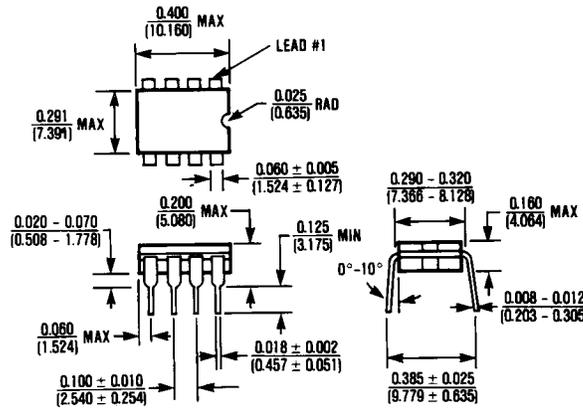 0.400
(10.160) MAX
LEAD #1
0.291
(7.391) MAX
0.025
(0.635) RAD
0.060 ± 0.005
(1.524 ± 0.127)
0.290 – 0.320
(7.366 – 8.128)
0.200
(5.080) MAX
0.160
(4.064) MAX
0.020 – 0.070
(0.508 – 1.778)
0.125
(3.175) MIN
0°–10°
0.008 – 0.012
(0.203 – 0.305)
0.060
(1.524) MAX
0.018 ± 0.002
(0.457 ± 0.051)
0.100 ± 0.010
(2.540 ± 0.254)
0.385 ± 0.025
(9.779 ± 0.635)